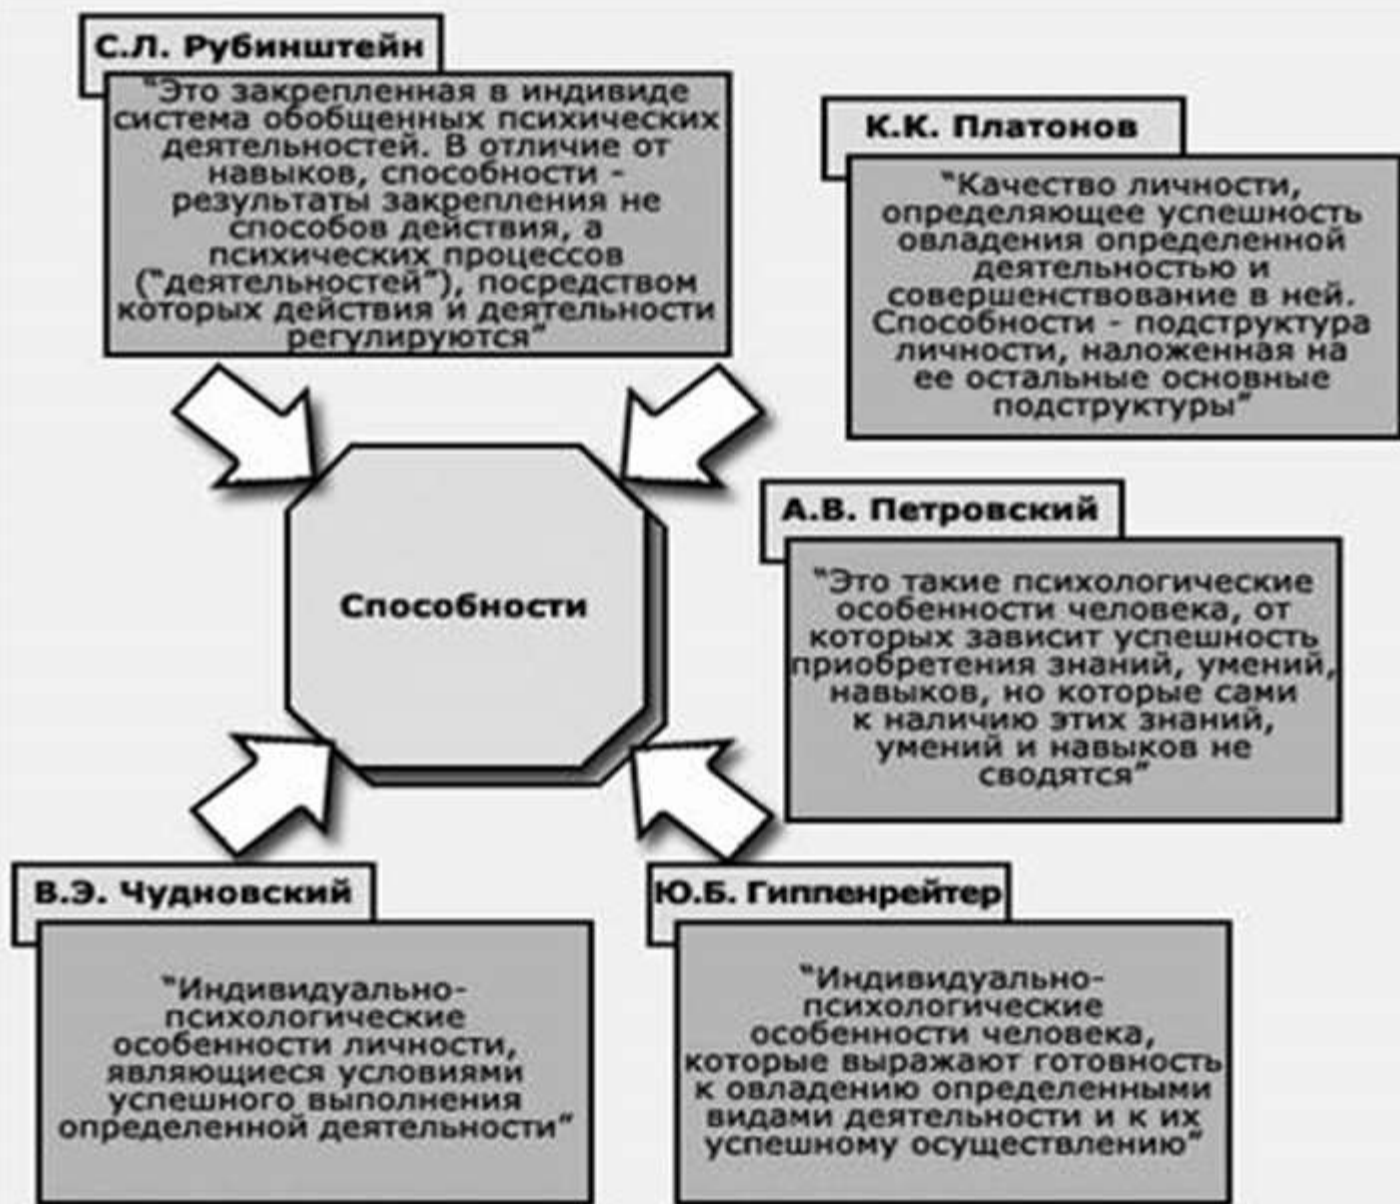 С.Л. Рубинштейн
“Это закрепленная в индивиде
система обобщенных психических
деятельностей. В отличие от
навыков, способности -
результаты закрепления не
способов действия, а
психических процессов
(“деятельностей”), посредством
которых действия и деятельности
регулируются”
К.К. Платонов
“Качество личности,
определяющее успешность
овладения определенной
деятельностью и
совершенствование в ней.
Способности - подструктура
личности, наложенная на
ее остальные основные
подструктуры”
Способности
А.В. Петровский
“Это такие психологические
особенности человека, от
которых зависит успешность
приобретения знаний, умений,
навыков, но которые сами
к наличию этих знаний,
умений и навыков не
сводятся”
В.Э. Чудновский
“Индивидуально-
психологические
особенности личности,
являющиеся условиями
успешного выполнения
определенной деятельности”
Ю.Б. Гиппенрейтер
“Индивидуально-
психологические
особенности человека,
которые выражают готовность
к овладению определенными
видами деятельности и к их
успешному осуществлению”